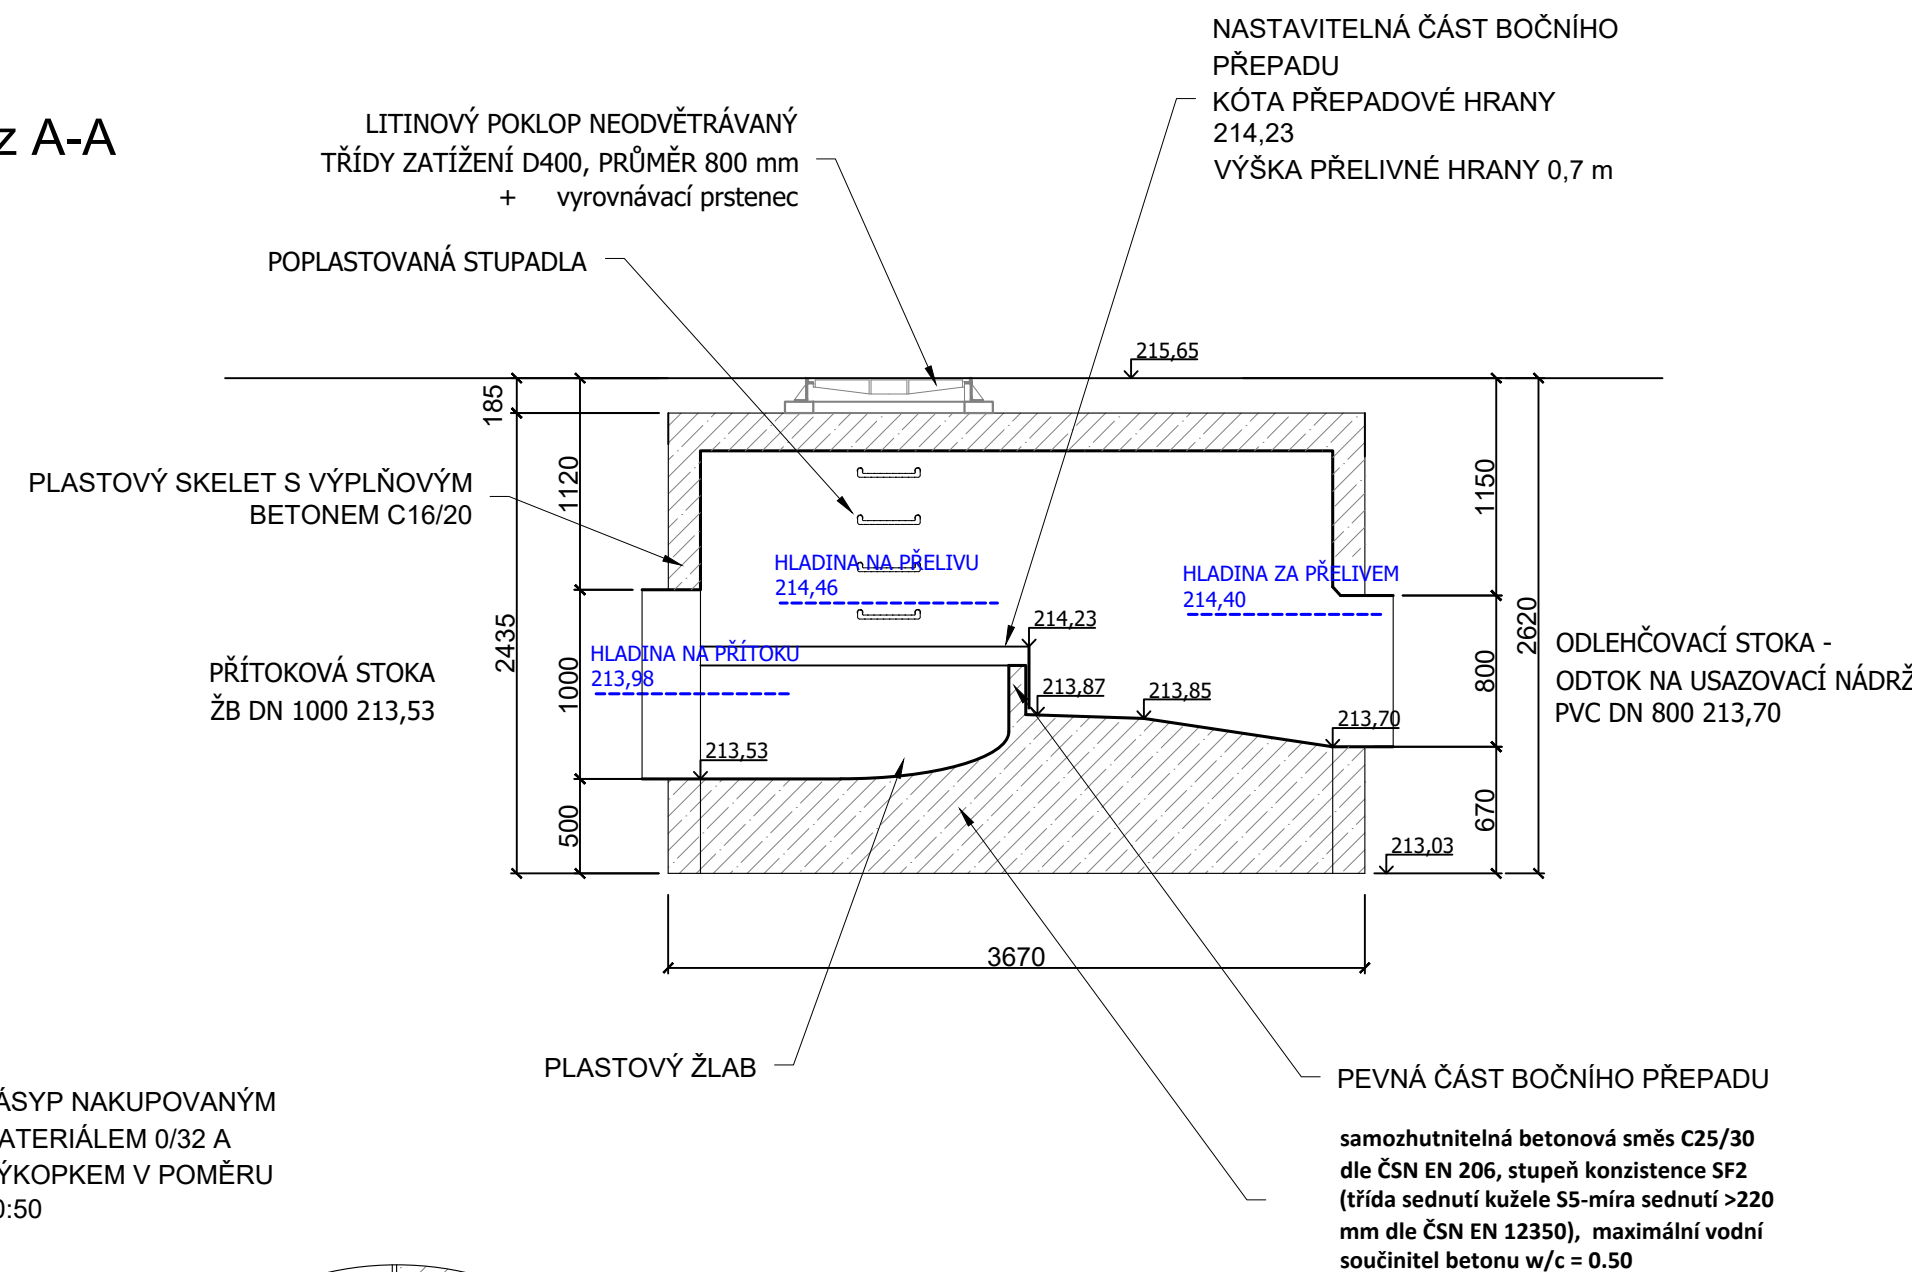 NASTAVITELNÁ ČÁST BOČNÍHO
PŘEPADU
KÓTA PŘEPADOVÉ HRANY
214,23
VÝŠKA PŘELIVNÉ HRANY 0,7 m
z A-A
LITINOVÝ POKLOP NEODVĚTRÁVANÝ
TŘÍDY ZATÍŽENÍ D400, PRŮMĚR 800 mm
+ vyrovnávací prstenec
POPLASTOVANÁ STUPADLA
215,65
185
1120
1150
PLASTOVÝ SKELET S VÝPLŇOVÝM
BETONEM C16/20
HLADINA NA PŘELIVU
214,46
HLADINA ZA PŘELIVEM
214,40
214,23
2435
2620
HLADINA NA PŘÍTOKU
213,98
1000
800
PŘÍTOKOVÁ STOKA
ŽB DN 1000 213,53
ODLEHČOVACÍ STOKA -
ODTOK NA USAZOVACÍ NÁDRŽ
PVC DN 800 213,70
213,87
213,85
213,70
213,53
500
670
213,03
3670
PLASTOVÝ ŽLAB
PEVNÁ ČÁST BOČNÍHO PŘEPADU
ÁSYP NAKUPOVANÝM
ATERIÁLEM 0/32 A
ÝKOPKEM V POMĚRU
0:50
samozhutnitelná betonová směs C25/30
dle ČSN EN 206, stupeň konzistence SF2
(třída sednutí kužele S5-míra sednutí >220
mm dle ČSN EN 12350), maximální vodní
součinitel betonu w/c = 0.50